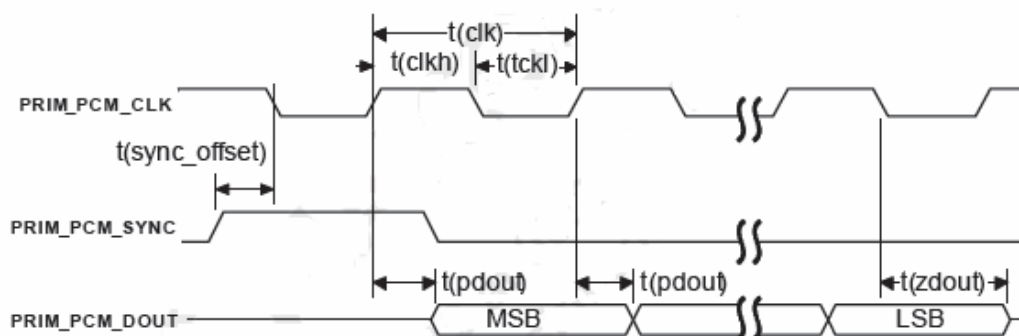 t(clk)
t(clkh) t(tckl)
PRIM_PCM_CLK
t(sync_offset)
PRIM_PCM_SYNC
t(pdout) t(pdout) t(zdout)
PRIM_PCM_DOUT MSB LSB